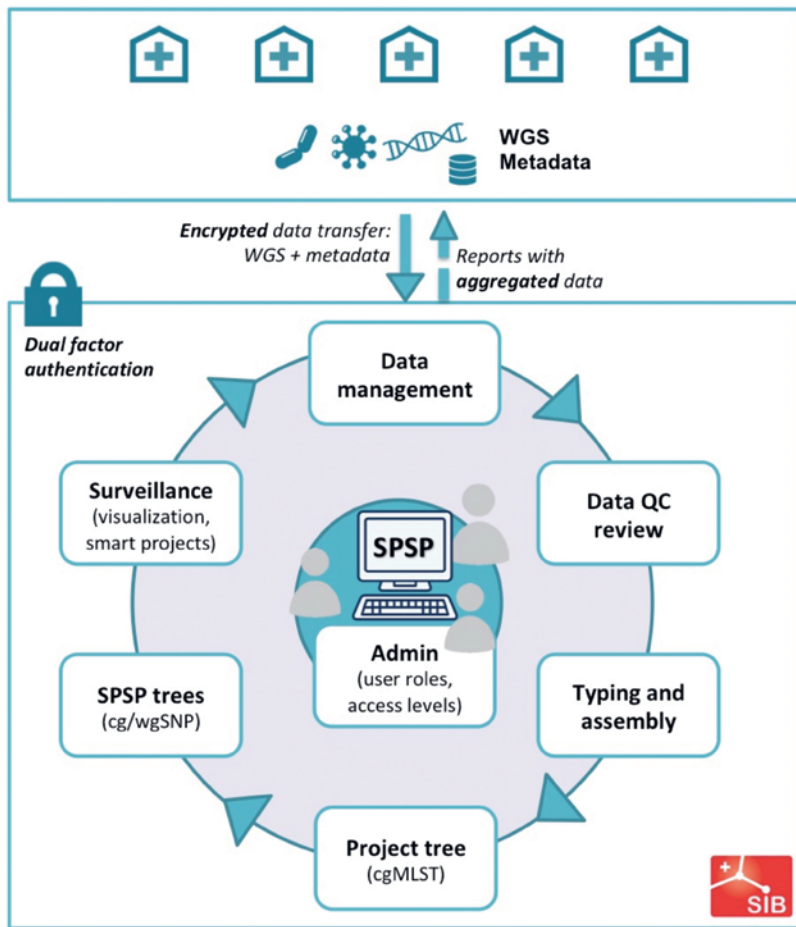 WGS
Metadata
Encrypted data transfer:
WGS + metadata
Reports with
aggregated data
Dual factor
authentication
Data
management
Surveillance
(visualization,
smart projects)
Data QC
review
SPSP
Admin
(user roles,
access levels)
SPSP trees
(cg/wgSNP)
Typing and
assembly
Project tree
(cgMLST)
SIB